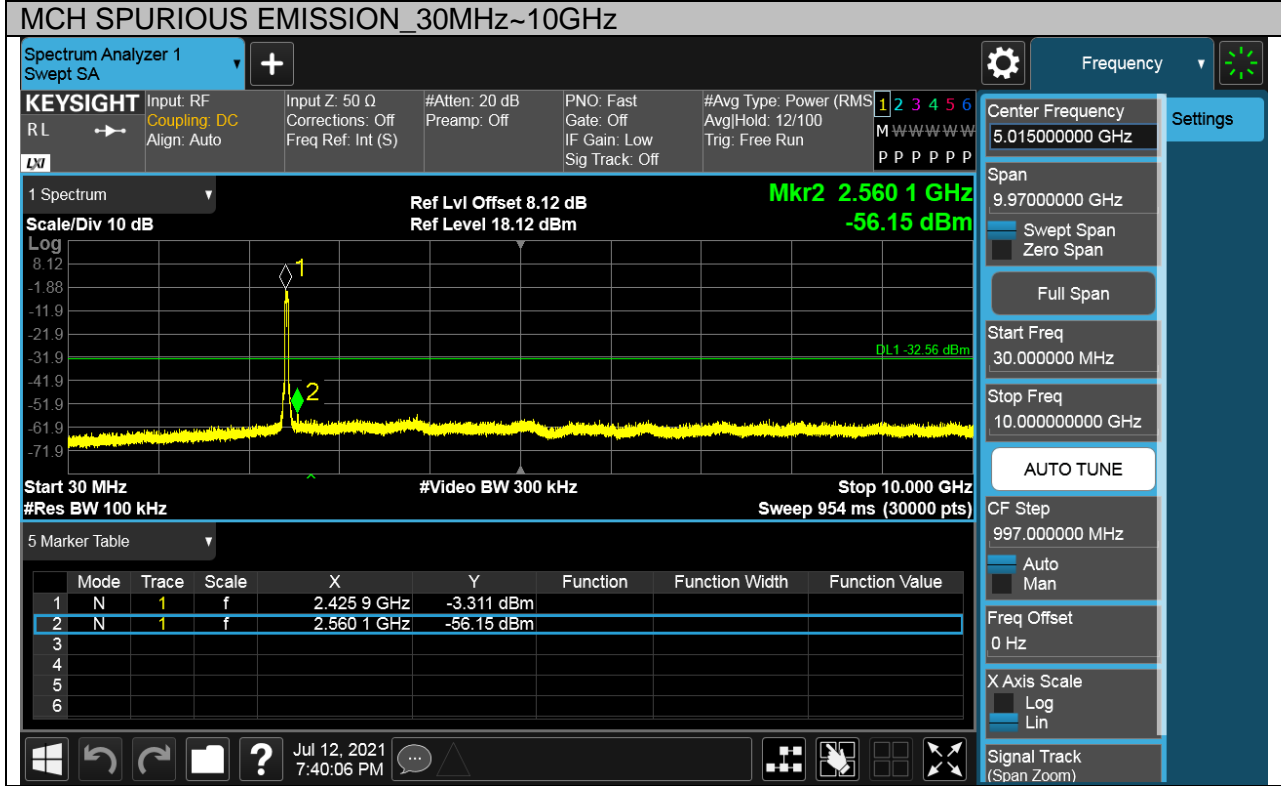 MCH SPURIOUS EMISSION_30MHz~10GHz
Spectrum Analyzer 1
Swept SA
+
Frequency
KEYSIGHT
RL
LXI
Input: RF
Coupling: DC
Align: Auto
Input Z: 50 Ω
Corrections: Off
Freq Ref: Int (S)
#Atten: 20 dB
Preamp: Off
PNO: Fast
Gate: Off
IF Gain: Low
Sig Track: Off
#Avg Type: Power (RMS
Avg|Hold: 12/100
Trig: Free Run
1 2 3 4 5 6
M W W W W W
P P P P P P
1 Spectrum
Scale/Div 10 dB
Ref Lvl Offset 8.12 dB
Ref Level 18.12 dBm
Mkr2 2.560 1 GHz
-56.15 dBm
Log
8.12
-1.88
-11.9
-21.9
-31.9
-41.9
-51.9
-61.9
-71.9
1
2
DL1 -32.56 dBm
Start 30 MHz
#Video BW 300 kHz
Stop 10.000 GHz
#Res BW 100 kHz
Sweep 954 ms (30000 pts)
5 Marker Table
Mode Trace Scale X Y Function Function Width Function Value
1 N 1 f 2.425 9 GHz -3.311 dBm
2 N 1 f 2.560 1 GHz -56.15 dBm
3
4
5
6
?
Jul 12, 2021
7:40:06 PM
Center Frequency
5.015000000 GHz
Settings
Span
9.97000000 GHz
Swept Span
Zero Span
Full Span
Start Freq
30.000000 MHz
Stop Freq
10.000000000 GHz
AUTO TUNE
CF Step
997.000000 MHz
Auto
Man
Freq Offset
0 Hz
X Axis Scale
Log
Lin
Signal Track
(Span Zoom)